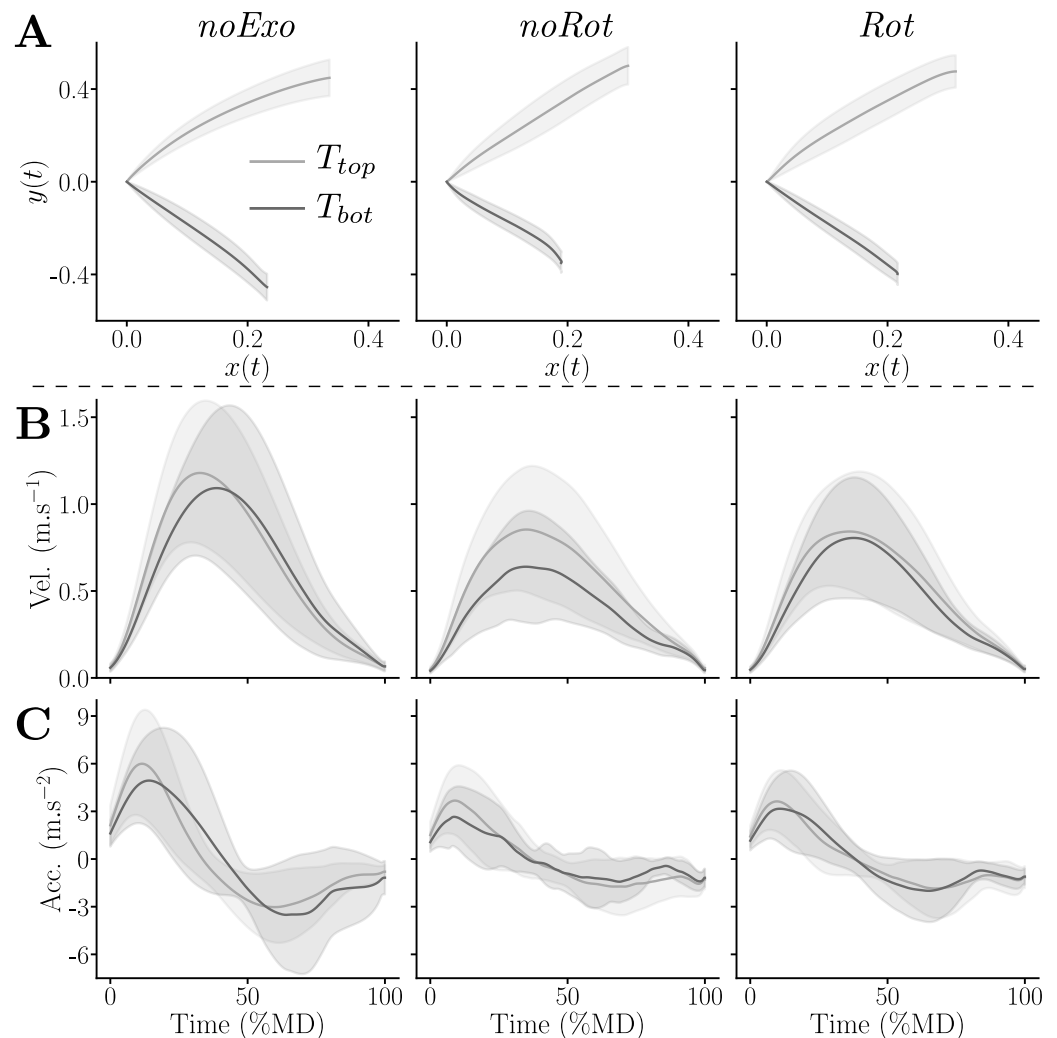 A
noExo noRot Rot
y(t)
0.4
0.0
-0.4
T_top
T_bot
0.0 0.2 0.4 0.0 0.2 0.4 0.0 0.2 0.4
x(t) x(t) x(t)
B
Vel. (m.s⁻¹)
1.5
1.0
0.5
0.0
C
Acc. (m.s⁻²)
9
6
3
0
-3
-6
0 50 100 0 50 100 0 50 100
Time (%MD) Time (%MD) Time (%MD)